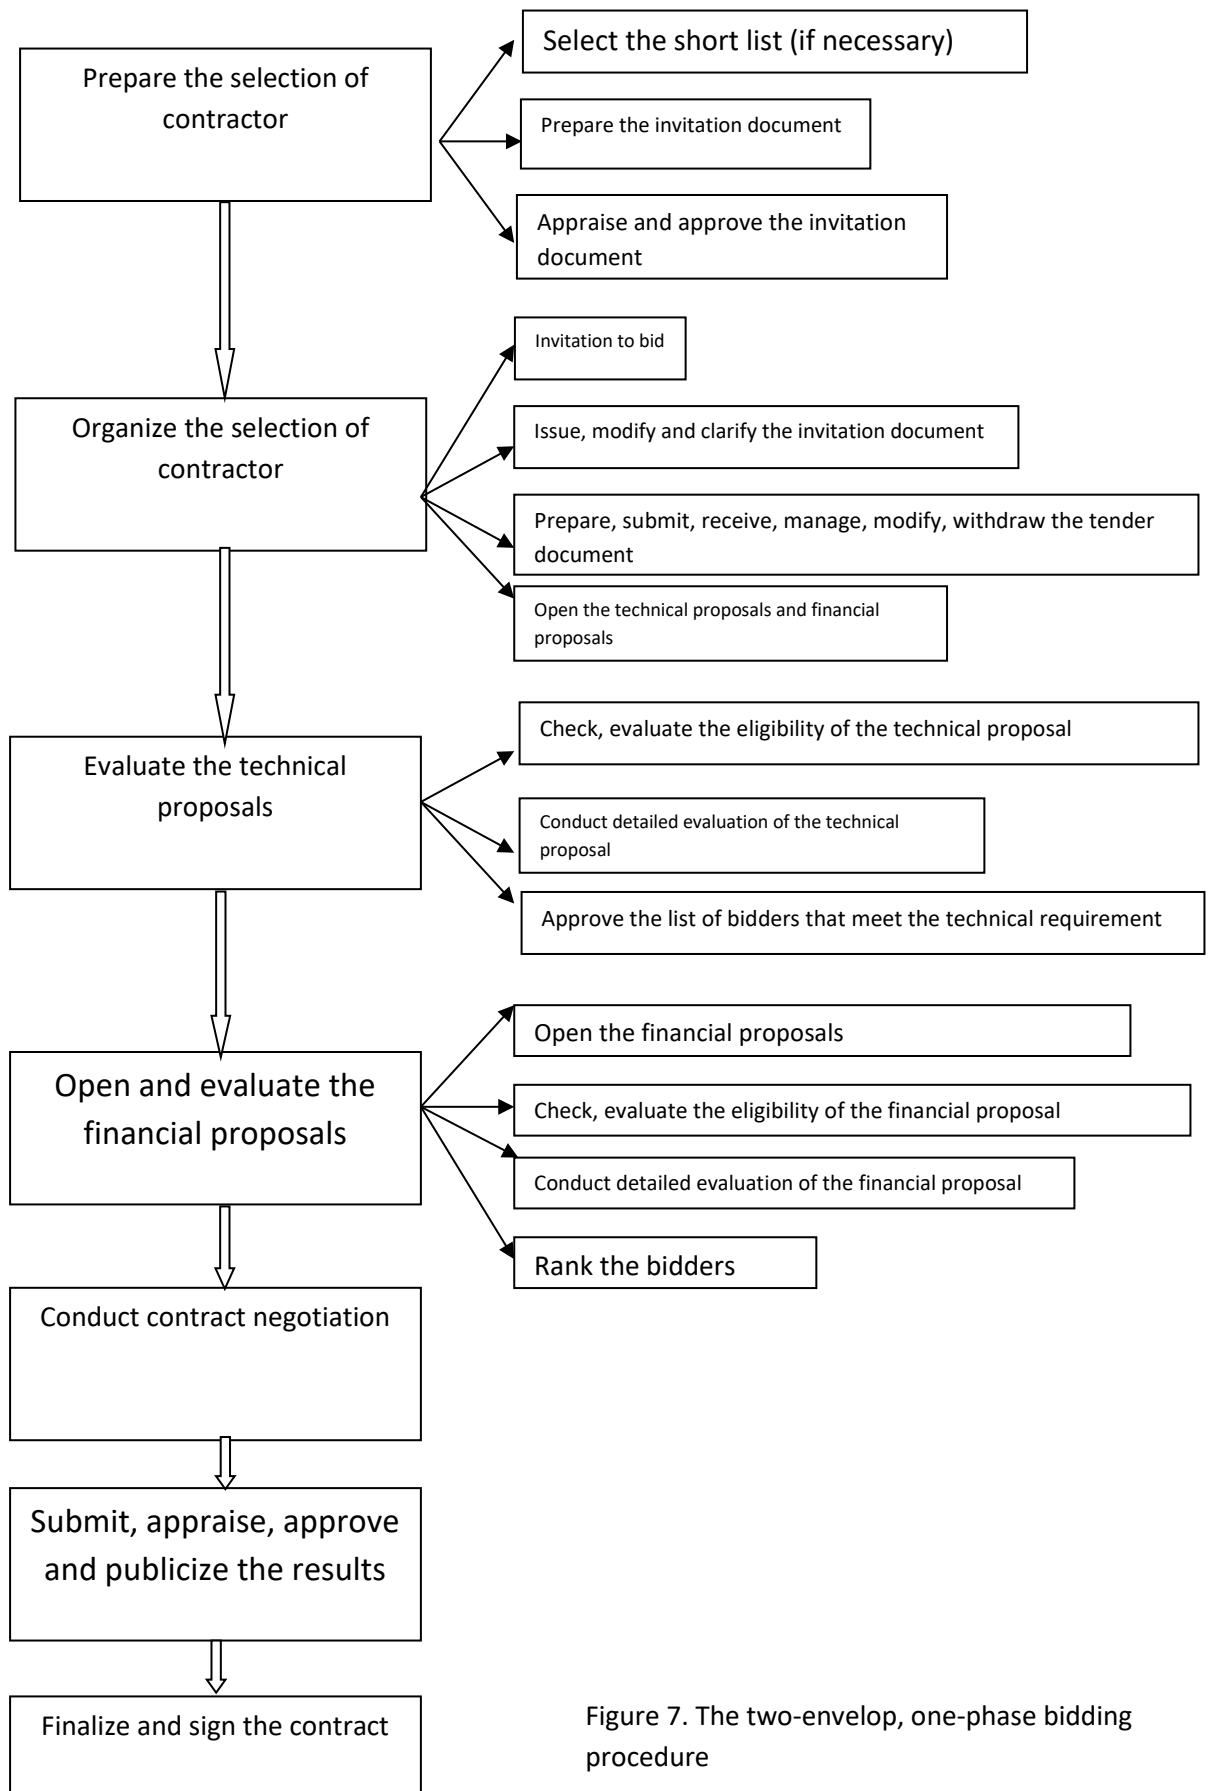 Prepare the selection of
contractor
Select the short list (if necessary)
Prepare the invitation document
Appraise and approve the invitation
document
Organize the selection of
contractor
Invitation to bid
Issue, modify and clarify the invitation document
Prepare, submit, receive, manage, modify, withdraw the tender
document
Open the technical proposals and financial
proposals
Evaluate the technical
proposals
Check, evaluate the eligibility of the technical proposal
Conduct detailed evaluation of the technical
proposal
Approve the list of bidders that meet the technical requirement
Open and evaluate the
financial proposals
Open the financial proposals
Check, evaluate the eligibility of the financial proposal
Conduct detailed evaluation of the financial proposal
Rank the bidders
Conduct contract negotiation
Submit, appraise, approve
and publicize the results
Finalize and sign the contract
Figure 7. The two-envelop, one-phase bidding
procedure